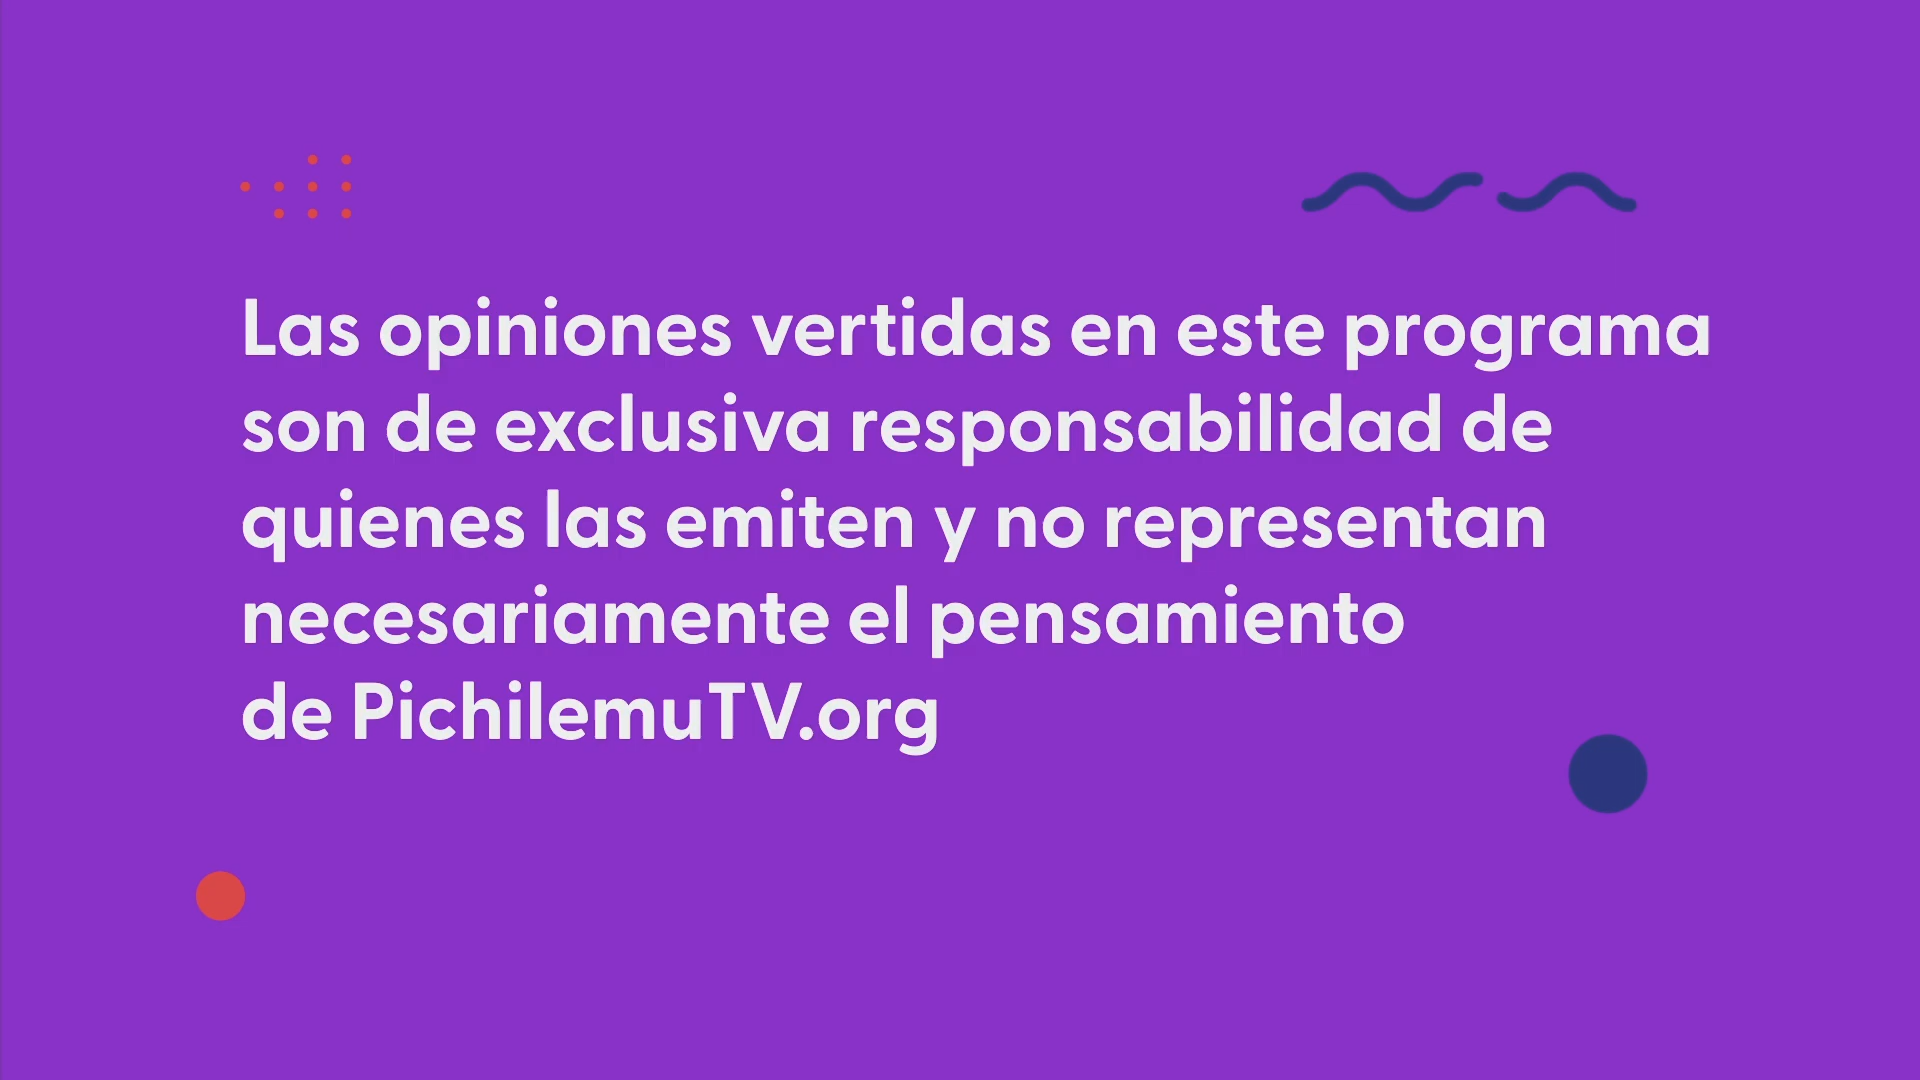 Las opiniones vertidas en este programa
son de exclusiva responsabilidad de
quienes las emiten y no representan
necesariamente el pensamiento
de PichilemuTV.org